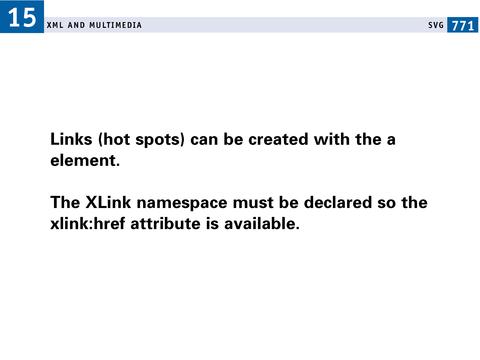 15
XML AND MULTIMEDIA
SVG 771
Links (hot spots) can be created with the a
element.
The XLink namespace must be declared so the
xlink:href attribute is available.